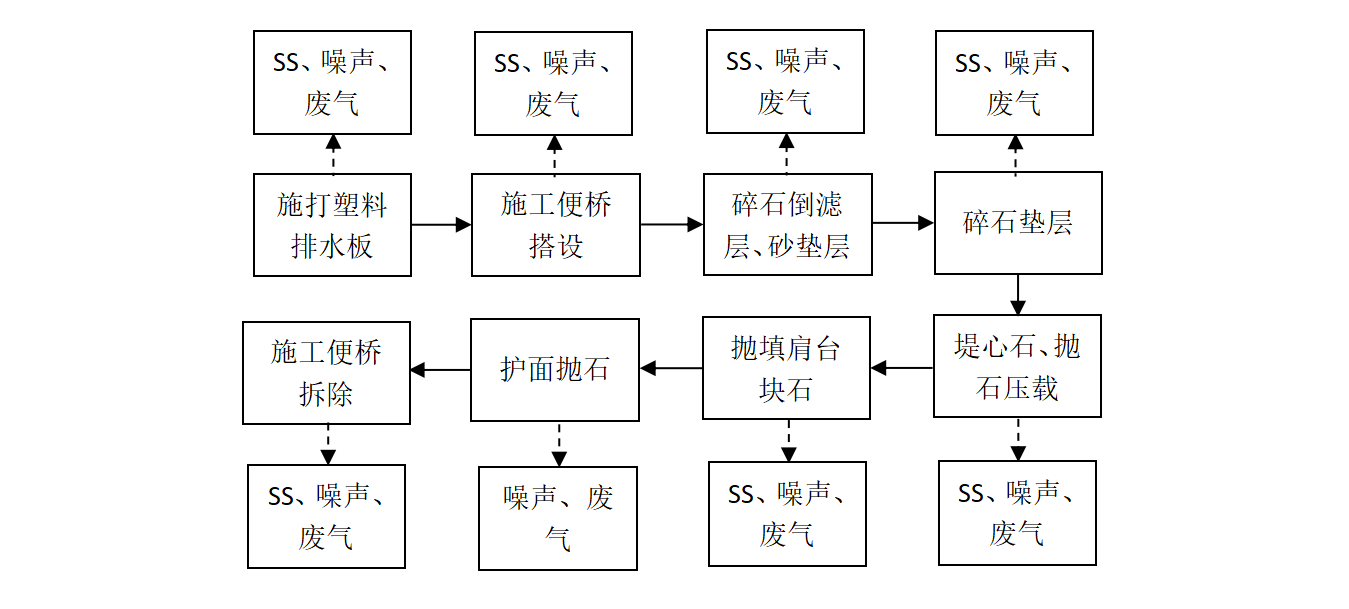 SS、噪声、
废气
SS、噪声、
废气
SS、噪声、
废气
SS、噪声、
废气
施打塑料
排水板
施工便桥
搭设
碎石倒滤
层、砂垫层
碎石垫层
施工便桥
拆除
护面抛石
抛填肩台
块石
堤心石、抛
石压载
SS、噪声、
废气
噪声、废
气
SS、噪声、
废气
SS、噪声、
废气